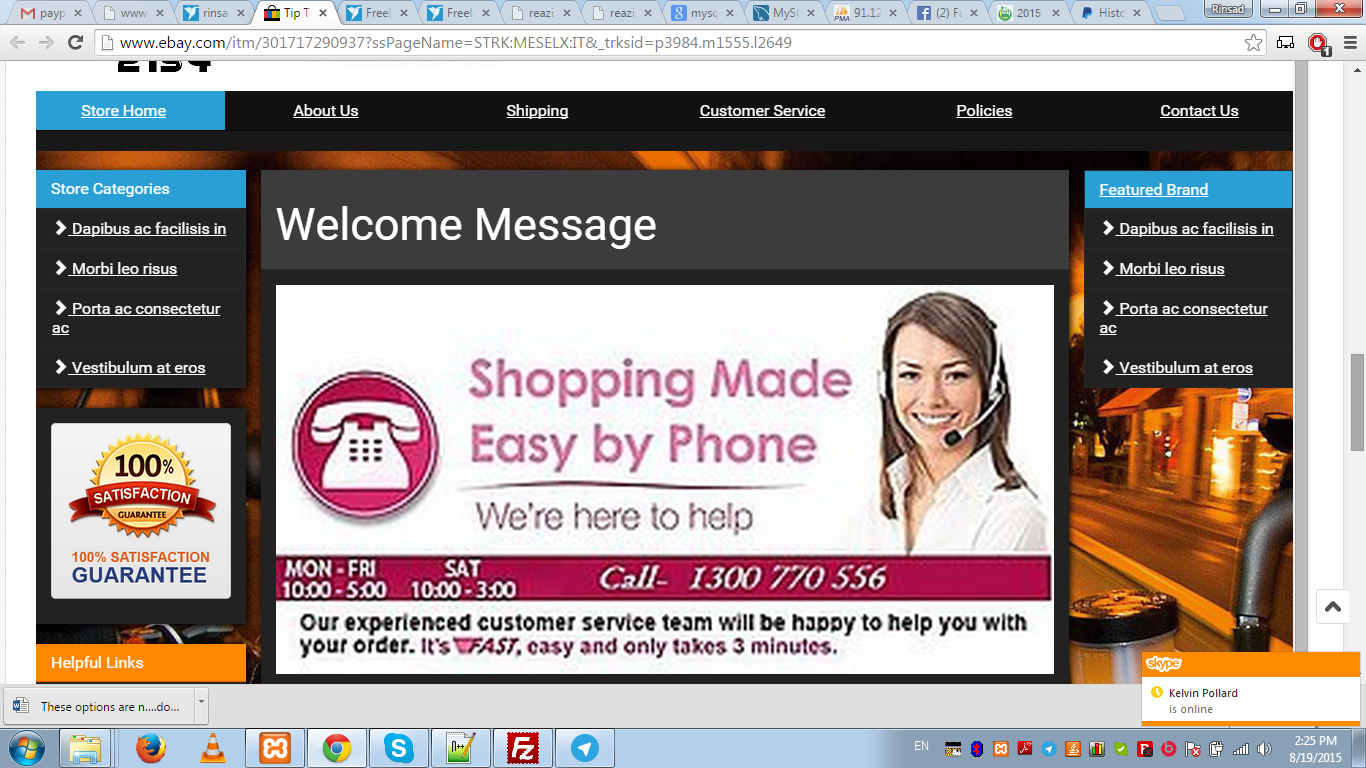 payp
www
rinsa
Tip T
Freel
Freel
reazi
reazi
mysq
MySQ
91.12
(2) Fa
2015
Histo
Rinsad
www.ebay.com/itm/301717290937?ssPageName=STRK:MESELX:IT&_trksid=p3984.m1555.l2649
1
2154
Store Home About Us Shipping Customer Service Policies Contact Us
Store Categories
Dapibus ac facilisis in
Morbi leo risus
Porta ac consectetur
ac
Vestibulum at eros
100%
SATISFACTION
GUARANTEE
100% SATISFACTION
GUARANTEE
Helpful Links
Welcome Message
Shopping Made
Easy by Phone
We're here to help
MON - FRI SAT
10:00 - 5:00 10:00 - 3:00
Call- 1300 770 556
Our experienced customer service team will be happy to help you with
your order. It's FAST, easy and only takes 3 minutes.
Featured Brand
Dapibus ac facilisis in
Morbi leo risus
Porta ac consectetur
ac
Vestibulum at eros
skype
Kelvin Pollard
is online
These options are n....do...
EN
2:25 PM
8/19/2015